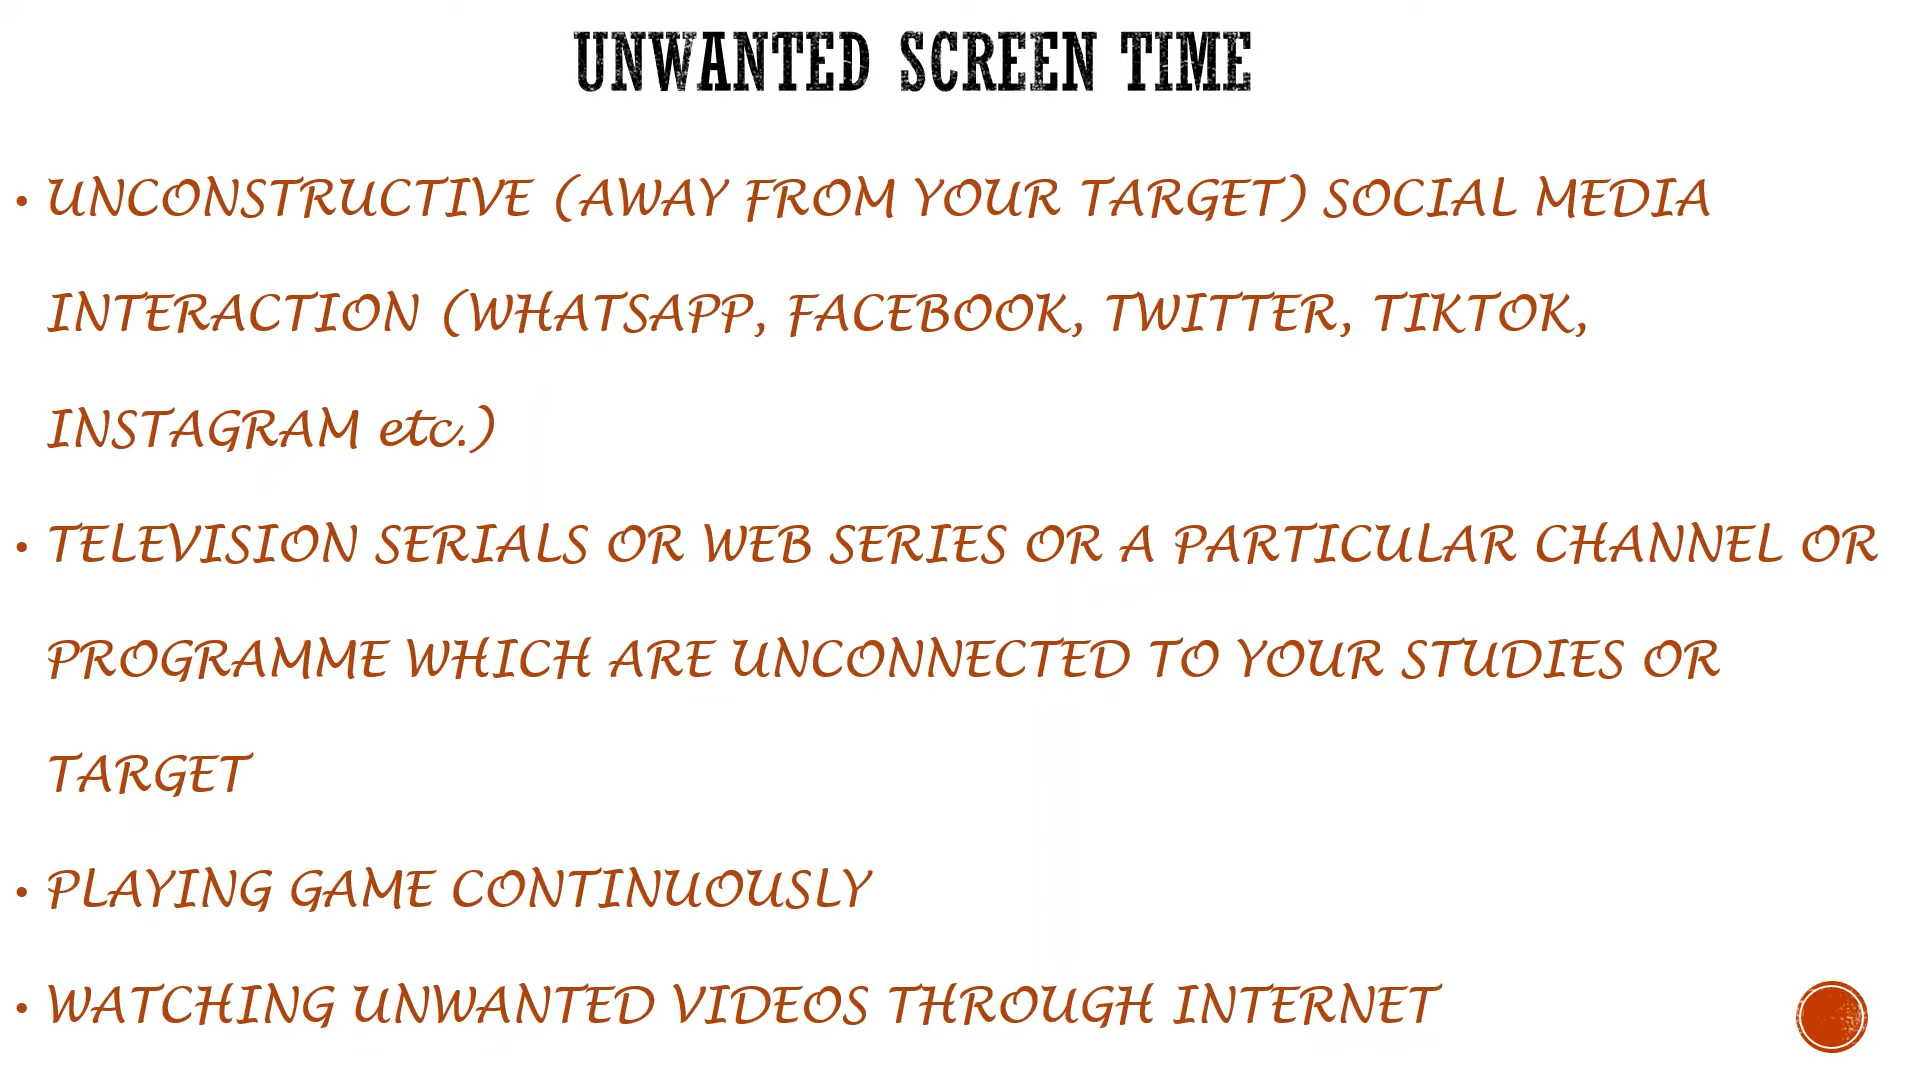 UNWANTED SCREEN TIME
• UNCONSTRUCTIVE (AWAY FROM YOUR TARGET) SOCIAL MEDIA
INTERACTION (WHATSAPP, FACEBOOK, TWITTER, TIKTOK,
INSTAGRAM etc.)
• TELEVISION SERIALS OR WEB SERIES OR A PARTICULAR CHANNEL OR
PROGRAMME WHICH ARE UNCONNECTED TO YOUR STUDIES OR
TARGET
• PLAYING GAME CONTINUOUSLY
• WATCHING UNWANTED VIDEOS THROUGH INTERNET